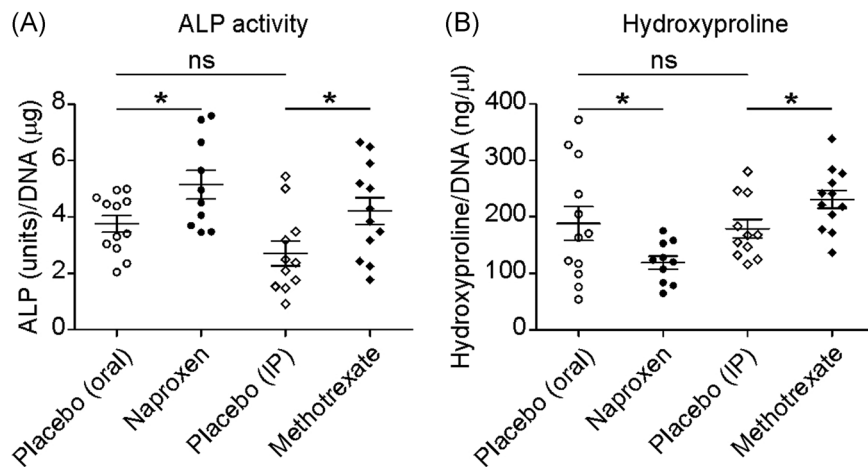 (A) ALP activity
ns
* *
ALP (units)/DNA (µg)
8
6
4
2
0
Placebo (oral)
Naproxen
Placebo (IP)
Methotrexate
(B) Hydroxyproline
ns
* *
Hydroxyproline/DNA (ng/µl)
400
300
200
100
0
Placebo (oral)
Naproxen
Placebo (IP)
Methotrexate